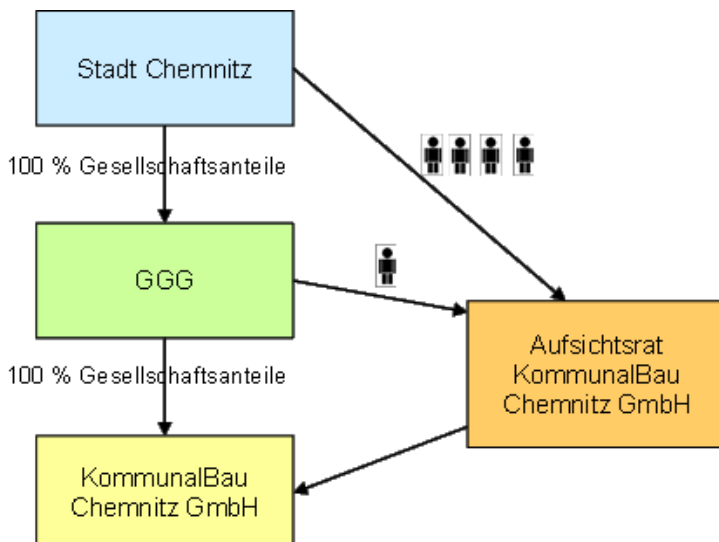 Stadt Chemnitz
100 % Gesellschaftsanteile
GGG
Aufsichtsrat
KommunalBau
Chemnitz GmbH
100 % Gesellschaftsanteile
KommunalBau
Chemnitz GmbH